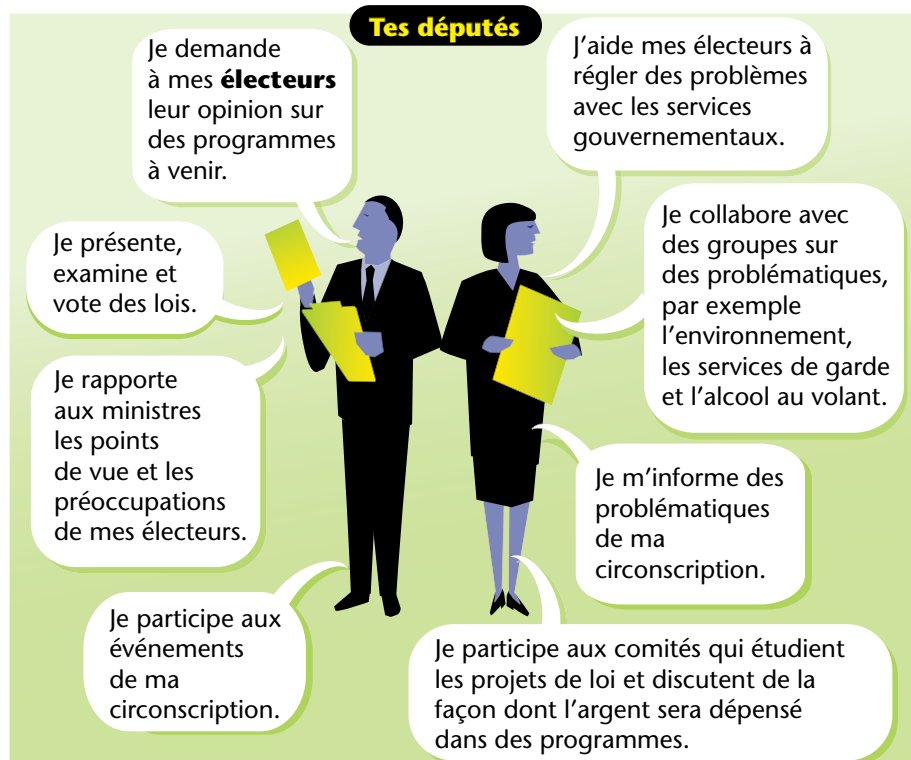 Tes députés
Je demande
à mes électeurs
leur opinion sur
des programmes
à venir.
J'aide mes électeurs à
régler des problèmes
avec les services
gouvernementaux.
Je présente,
examine et
vote des lois.
Je collabore avec
des groupes sur
des problématiques,
par exemple
l'environnement,
les services de garde
et l'alcool au volant.
Je rapporte
aux ministres
les points
de vue et les
préoccupations
de mes électeurs.
Je m'informe des
problématiques
de ma
circonscription.
Je participe aux
événements
de ma
circonscription.
Je participe aux comités qui étudient
les projets de loi et discutent de la
façon dont l'argent sera dépensé
dans des programmes.